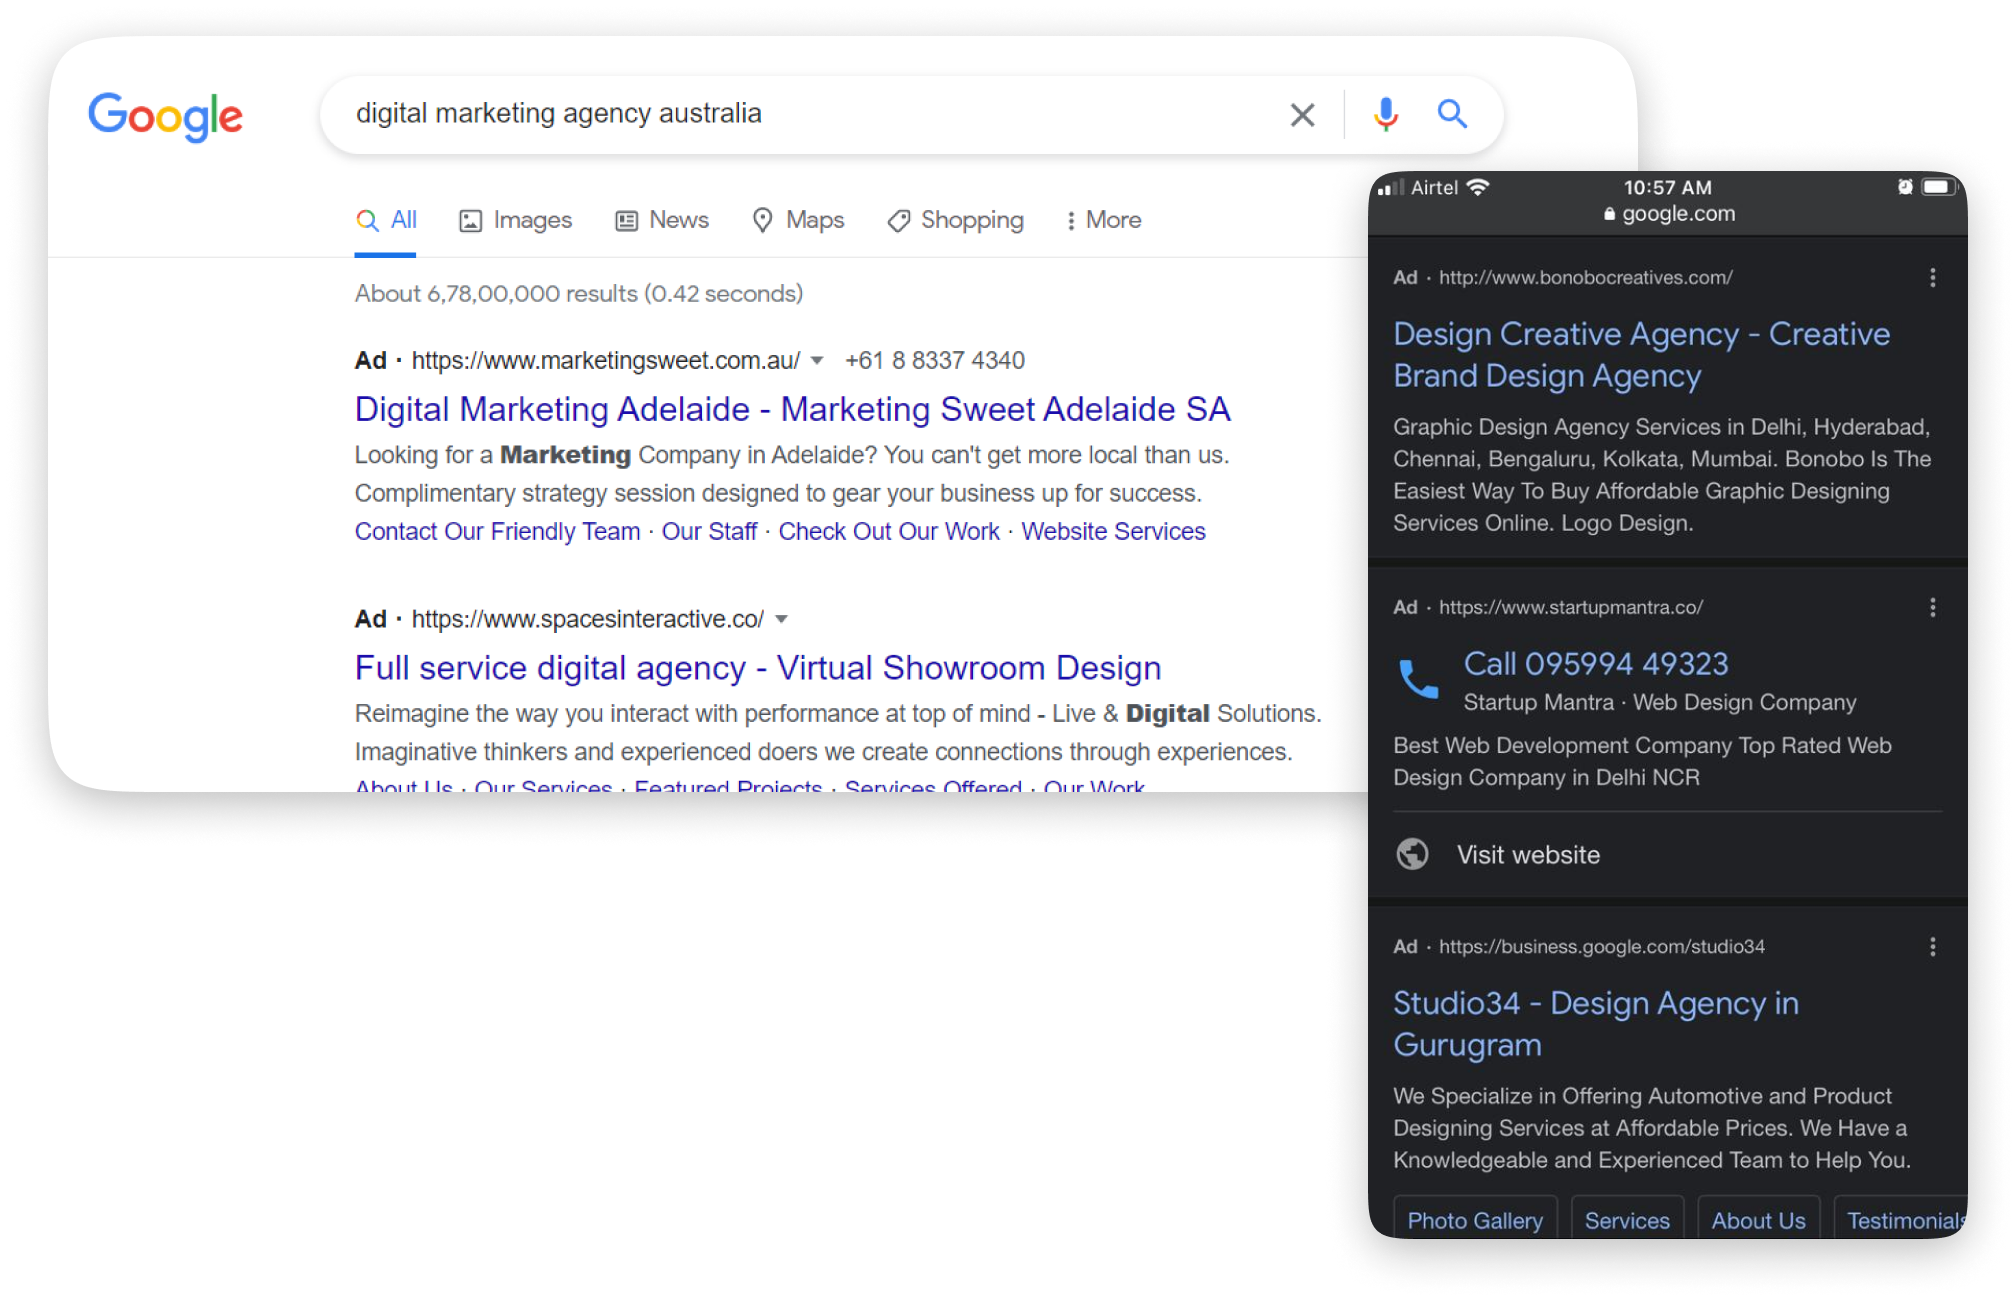 Google
digital marketing agency australia
All Images News Maps Shopping More
About 6,78,00,000 results (0.42 seconds)
Ad · https://www.marketingsweet.com.au/ +61 8 8337 4340
Digital Marketing Adelaide - Marketing Sweet Adelaide SA
Looking for a Marketing Company in Adelaide? You can't get more local than us.
Complimentary strategy session designed to gear your business up for success.
Contact Our Friendly Team · Our Staff · Check Out Our Work · Website Services
Ad · https://www.spacesinteractive.co/
Full service digital agency - Virtual Showroom Design
Reimagine the way you interact with performance at top of mind - Live & Digital Solutions.
Imaginative thinkers and experienced doers we create connections through experiences.
About Us · Our Services · Featured Projects · Services Offered · Our Work
Airtel 10:57 AM
google.com
Ad · http://www.bonobocreatives.com/
Design Creative Agency - Creative
Brand Design Agency
Graphic Design Agency Services in Delhi, Hyderabad,
Chennai, Bengaluru, Kolkata, Mumbai. Bonobo Is The
Easiest Way To Buy Affordable Graphic Designing
Services Online. Logo Design.
Ad · https://www.startupmantra.co/
Call 095994 49323
Startup Mantra · Web Design Company
Best Web Development Company Top Rated Web
Design Company in Delhi NCR
Visit website
Ad · https://business.google.com/studio34
Studio34 - Design Agency in
Gurugram
We Specialize in Offering Automotive and Product
Designing Services at Affordable Prices. We Have a
Knowledgeable and Experienced Team to Help You.
Photo Gallery Services About Us Testimonials